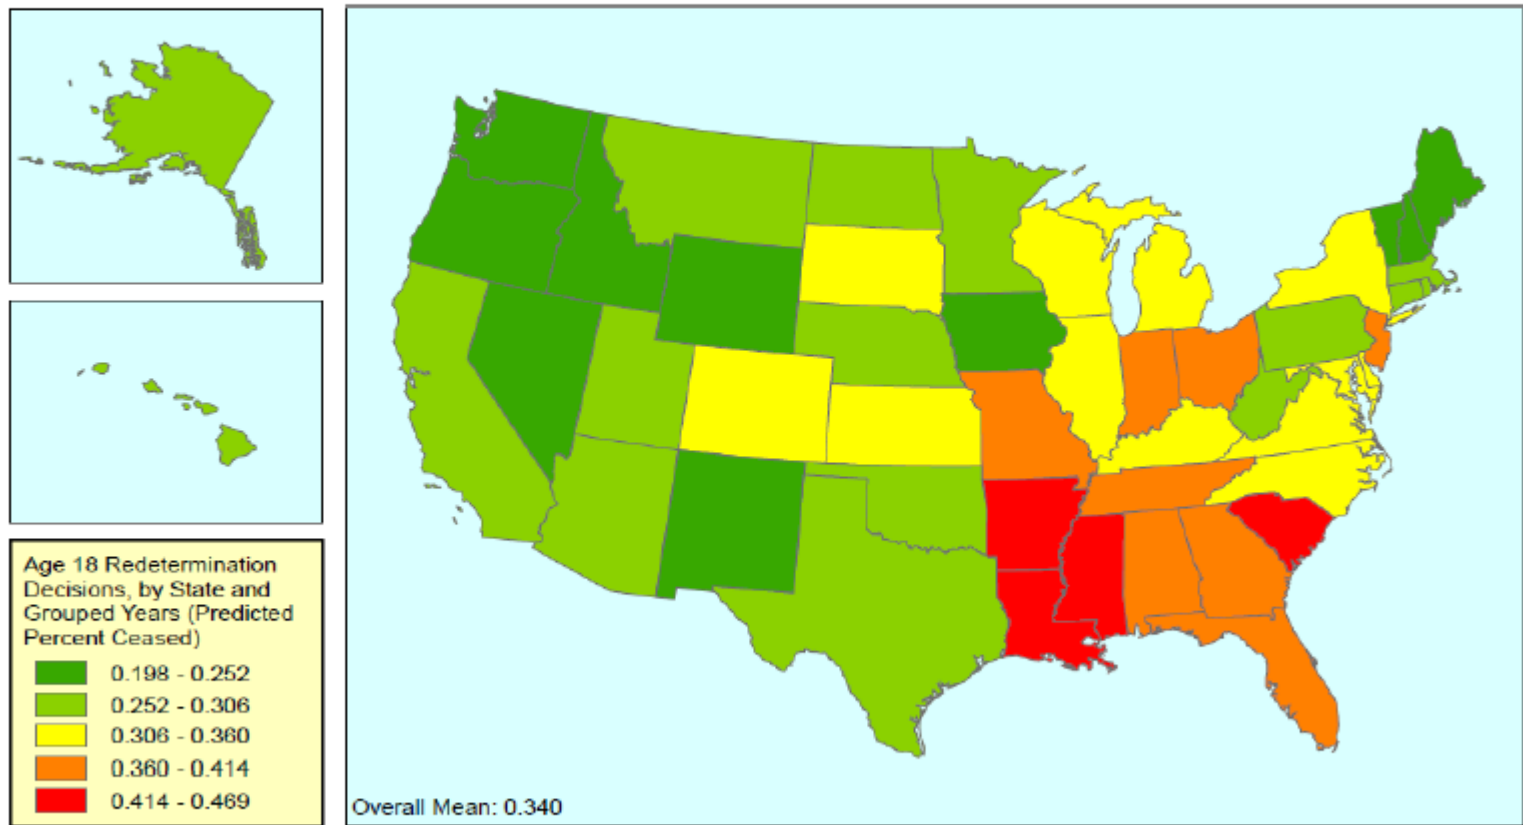 Age 18 Redetermination
Decisions, by State and
Grouped Years (Predicted
Percent Ceased)
0.198 - 0.252
0.252 - 0.306
0.306 - 0.360
0.360 - 0.414
0.414 - 0.469
Overall Mean: 0.340